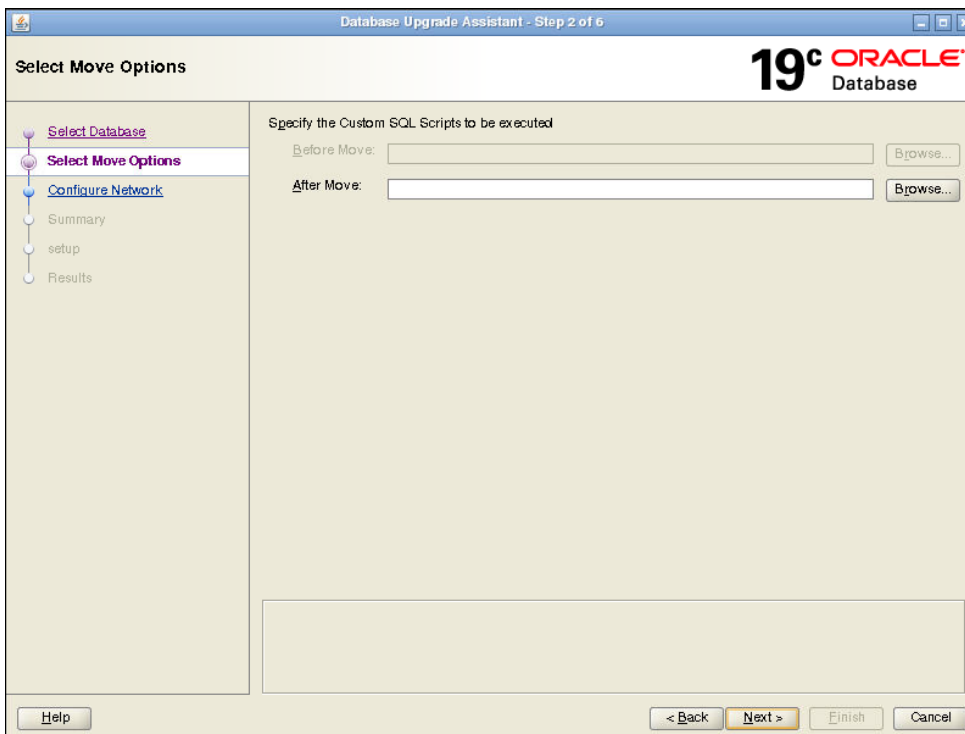 Database Upgrade Assistant - Step 2 of 6
Select Move Options
19c ORACLE
Database
Select Database
Select Move Options
Configure Network
Summary
setup
Results
Specify the Custom SQL Scripts to be executed
Before Move:
Browse...
After Move:
Browse...
Help
< Back
Next >
Finish
Cancel